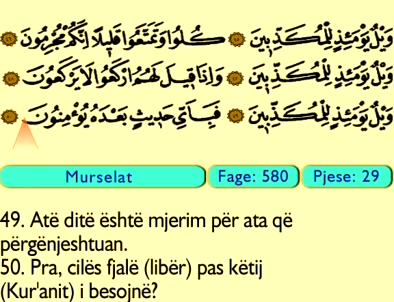 وَيْلٌ يَوْمَئِذٍ لِلْمُكَذِّبِينَ كُلُوا وَتَمَتَّعُوا قَلِيلًا اِنَّكُمْ مُجْرِمُونَ
وَيْلٌ يَوْمَئِذٍ لِلْمُكَذِّبِينَ وَاِذَا قِيلَ لَهُمُ ارْكَعُوا لَا يَرْكَعُونَ
وَيْلٌ يَوْمَئِذٍ لِلْمُكَذِّبِينَ فَبِاَيِّ حَدِيثٍ بَعْدَهُ يُؤْمِنُونَ
Murselat Fage: 580 Pjese: 29
49. Atë ditë është mjerim për ata që
përgënjeshtuan.
50. Pra, cilës fjalë (libër) pas këtij
(Kur'anit) i besojnë?